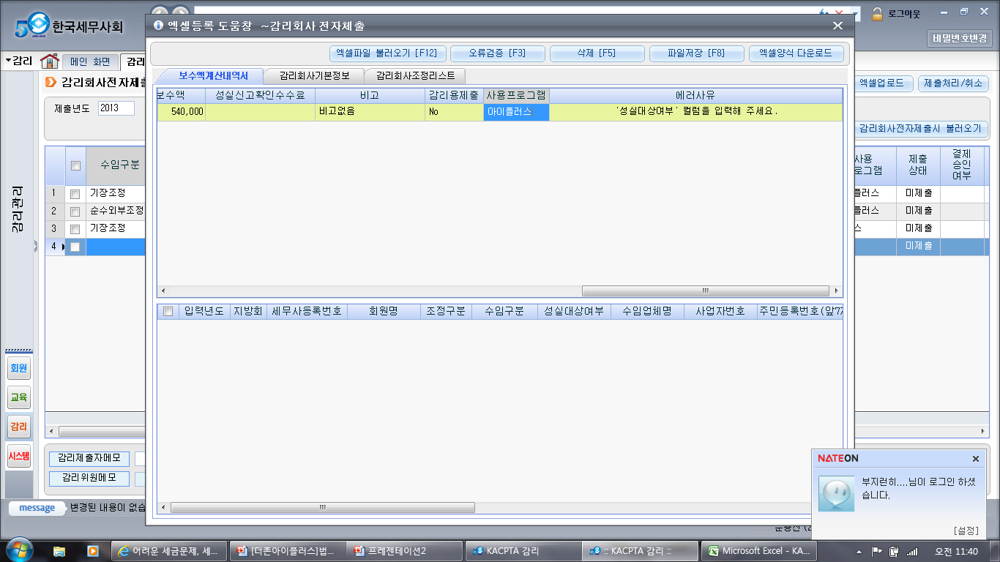 한국세무사회
엑셀등록 도움창 ~감리회사 전자제출
로그아웃
비밀번호변경
감리
메인 화면
감리
엑셀파일 불러오기 [F12]
오류검증 [F3]
삭제 [F5]
파일저장 [F8]
엑셀양식 다운로드
감리회사전자제출
보수액계산내역서
감리회사기본정보
감리회사조정리스트
엑셀업로드
제출처리/취소
제출년도 2013
보수액 성실신고확인수수료 비고 감리용제출 사용프로그램 에러사유
540,000 비고없음 No 아이플러스 '성실대상여부' 컬럼을 입력해 주세요.
감리회사전자제출시 불러오기
수임구분
제출
상태
결제
승인
여부
1 기장조정 플러스 미제출
2 순수외부조정 플러스 미제출
3 기장조정 스 미제출
4 미제출
감리관리
입력년도 지방회 세무사등록번호 회원명 조정구분 수임구분 성실대상여부 수임업체명 사업자번호 주민등록번호(앞7
회원
교육
감리
시스템
감리제출자메모
감리위원메모
message 변경된 내용이 없습
NATEON
부지런히....님이 로그인 하셨
습니다.
[설정]
어려운 세금문제, 세...
[더존아이플러스]법...
프레젠테이션2
KACPTA 감리
:: KACPTA 감리 ::
Microsoft Excel - KA...
오전 11:40